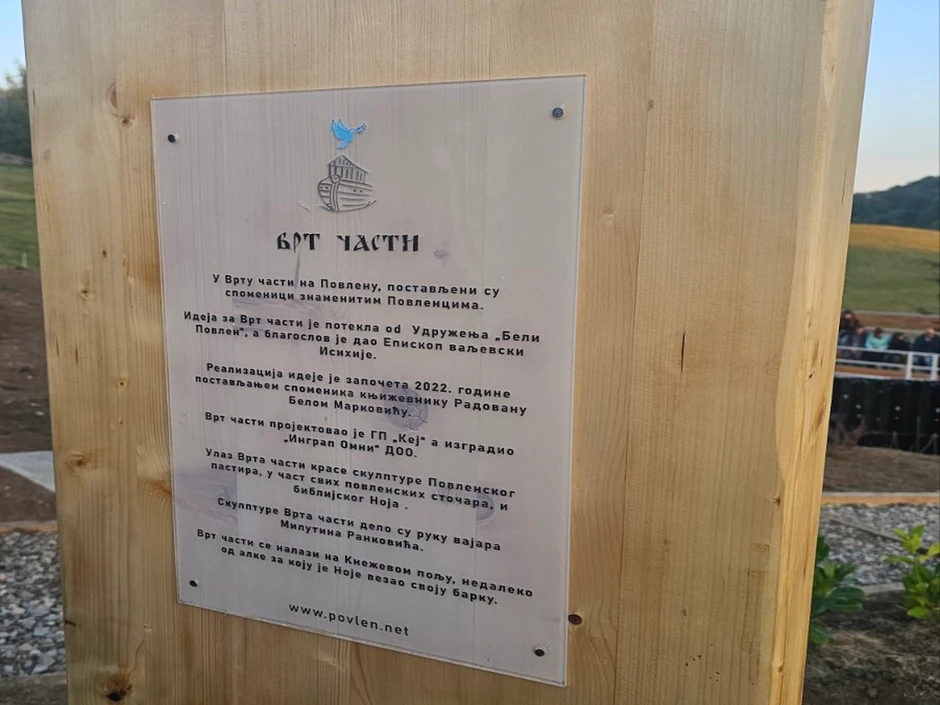 ВРТ ЧАСТИ
У Врту части на Повлену, постављени су
споменици знаменитим Повленцима.
Идеја за Врт части је потекла od Удружења „Бели
Повлен“, а благослов је дао Епископ ваљевски
Исихије.
Реализација идеје је започета 2022. године
постављањем споменика књижевнику Радовану
Белом Марковићу.
Врт части пројектовао је ГП „Кеј“ а изградио
„Инграп Омни“ ДОО.
Улаз Врта части красе скулптуре Повленског
пастира, у част свих повленских сточара, и
библијског Ноја .
Скулптуре Врта части дело су руку вајара
Милутина Ранковића.
Врт части се налази на Кнежевом пољу, недалеко
од алке за коју је Ноје везао своју барку.
www.povlen.net